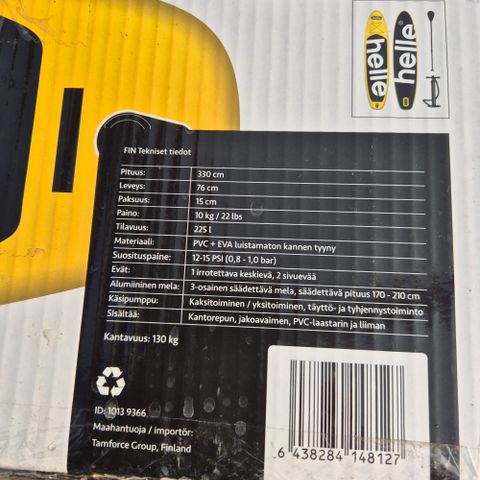 helle
helle
FIN Tekniset tiedot
Pituus: 330 cm
Leveys: 76 cm
Paksuus: 15 cm
Paino: 10 kg / 22 lbs
Tilavuus: 225 l
Materiaali: PVC + EVA luistamaton kannen tyyny
Suosituspaine: 12-15 PSI (0,8 - 1,0 bar)
Evät: 1 irrotettava keskievä, 2 sivuevää
Alumiininen mela: 3-osainen säädettävä mela, säädettävä pituus 170 - 210 cm
Käsipumppu: Kaksitoiminen / yksitoiminen, täyttö- ja tyhjennystoiminto
Sisältää: Kantorepun, jakoavaimen, PVC-laastarin ja liiman
Kantavuus: 130 kg
ID: 1013 9366
Maahantuoja / importör:
Tamforce Group, Finland
6 438284 148127